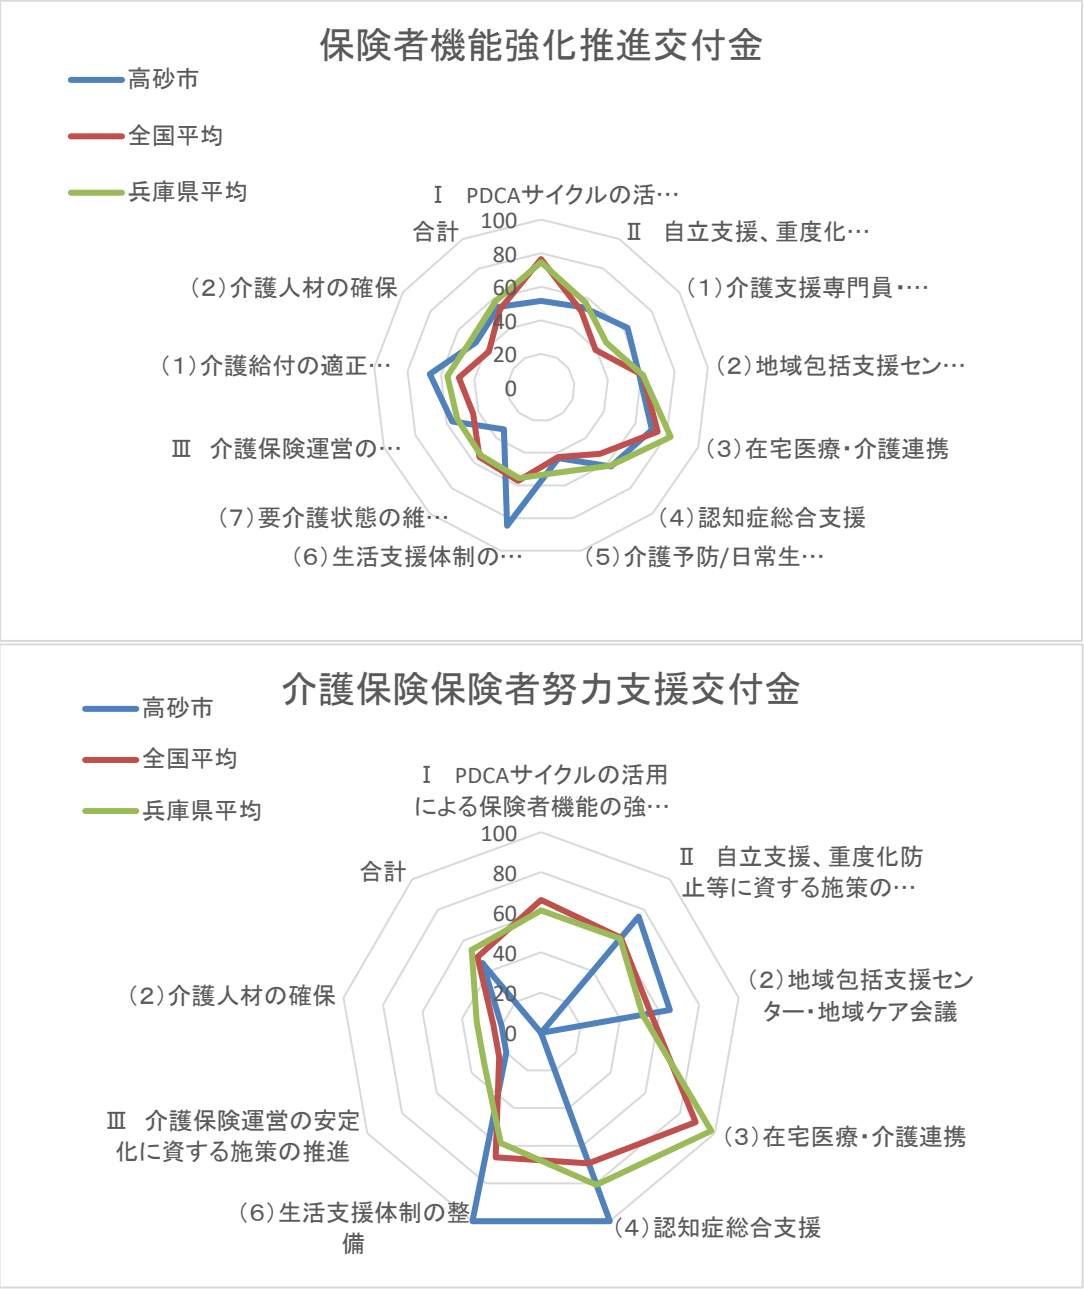 保険者機能強化推進交付金
高砂市
全国平均
兵庫県平均
Ⅰ　PDCAサイクルの活…
Ⅱ　自立支援、重度化…
（1）介護支援専門員・…
（2）地域包括支援セン…
（3）在宅医療・介護連携
（4）認知症総合支援
（5）介護予防/日常生…
（6）生活支援体制の…
（7）要介護状態の維…
Ⅲ　介護保険運営の…
（1）介護給付の適正…
（2）介護人材の確保
合計
100
80
60
40
20
0
介護保険保険者努力支援交付金
高砂市
全国平均
兵庫県平均
Ⅰ　PDCAサイクルの活用
による保険者機能の強…
Ⅱ　自立支援、重度化防
止等に資する施策の…
（2）地域包括支援セン
ター・地域ケア会議
（3）在宅医療・介護連携
（4）認知症総合支援
（6）生活支援体制の整
備
Ⅲ　介護保険運営の安定
化に資する施策の推進
（2）介護人材の確保
合計
100
80
60
40
20
0